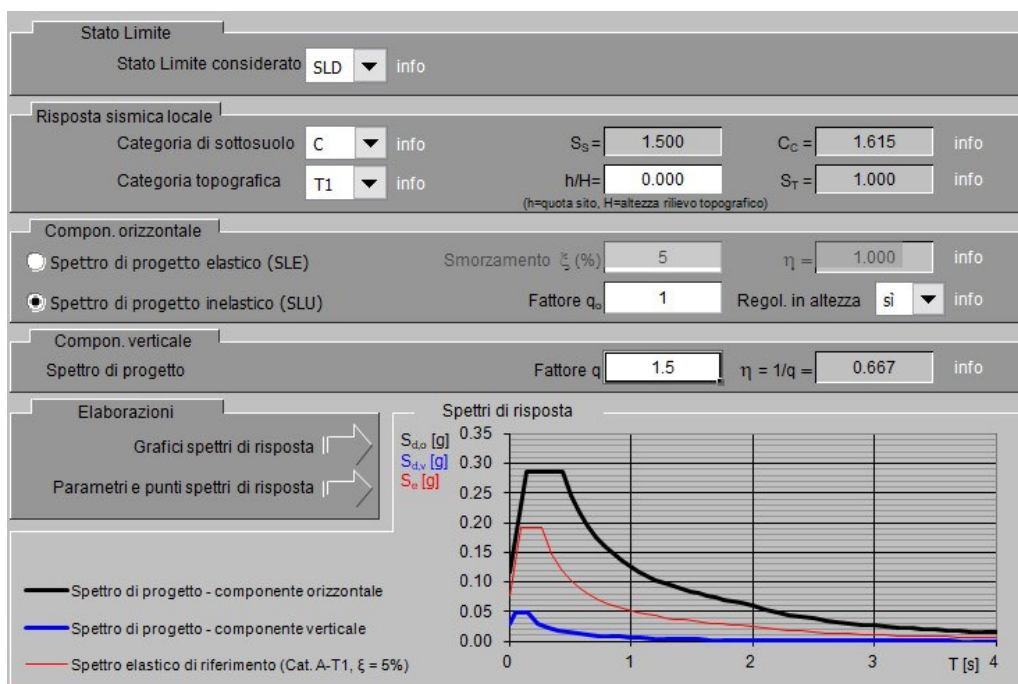 Stato Limite
Stato Limite considerato SLD info
Risposta sismica locale
Categoria di sottosuolo C info S_S= 1.500 C_C = 1.615 info
Categoria topografica T1 info h/H= 0.000 S_T = 1.000 info
(h=quota sito, H=altezza rilievo topografico)
Compon. orizzontale
Spettro di progetto elastico (SLE) Smorzamento ξ (%) 5 η = 1.000 info
Spettro di progetto inelastico (SLU) Fattore q_o 1 Regol. in altezza sì info
Compon. verticale
Spettro di progetto Fattore q 1.5 η = 1/q = 0.667 info
Elaborazioni
Grafici spettri di risposta
Parametri e punti spettri di risposta
Spettri di risposta
S_d,o [g]
S_d,v [g]
S_e [g]
0.35
0.30
0.25
0.20
0.15
0.10
0.05
0.00
0 1 2 3 T [s] 4
Spettro di progetto - componente orizzontale
Spettro di progetto - componente verticale
Spettro elastico di riferimento (Cat. A-T1, ξ = 5%)